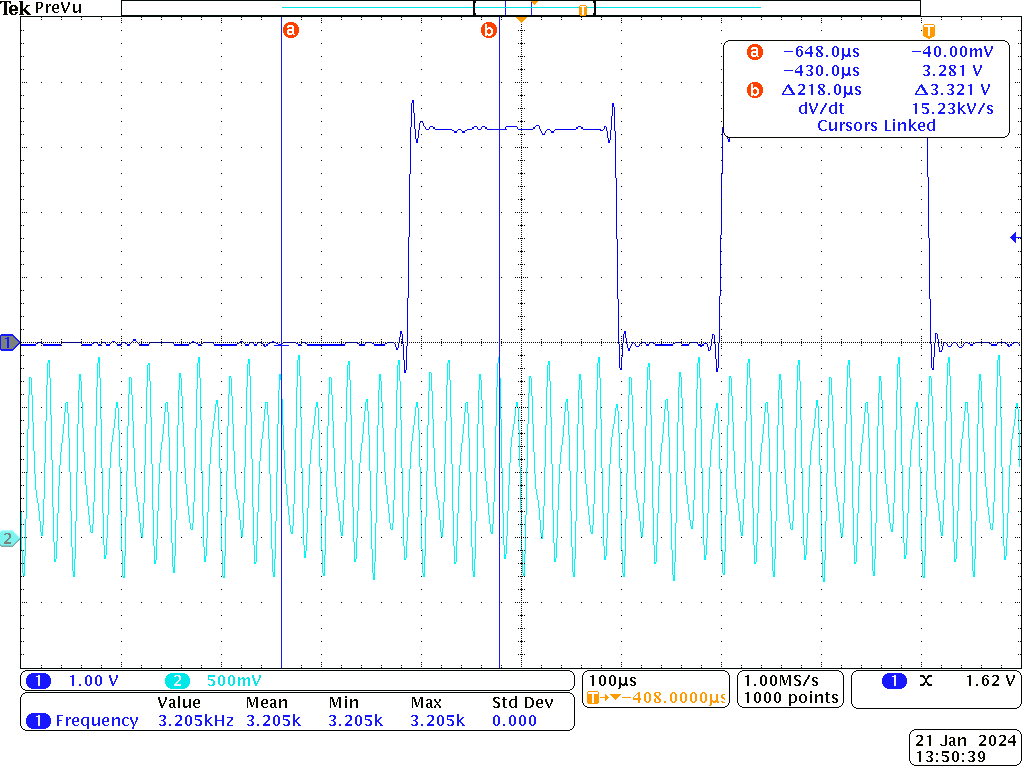 Tek PreVu
T
a
b
T
a −648.0µs −40.00mV
−430.0µs 3.281 V
b Δ218.0µs Δ3.321 V
dV/dt 15.23kV/s
Cursors Linked
1
2
1 1.00 V 2 500mV
100µs
T→▼−408.0000µs
1.00MS/s
1000 points
1 X 1.62 V
Value Mean Min Max Std Dev
1 Frequency 3.205kHz 3.205k 3.205k 3.205k 0.000
21 Jan 2024
13:50:39